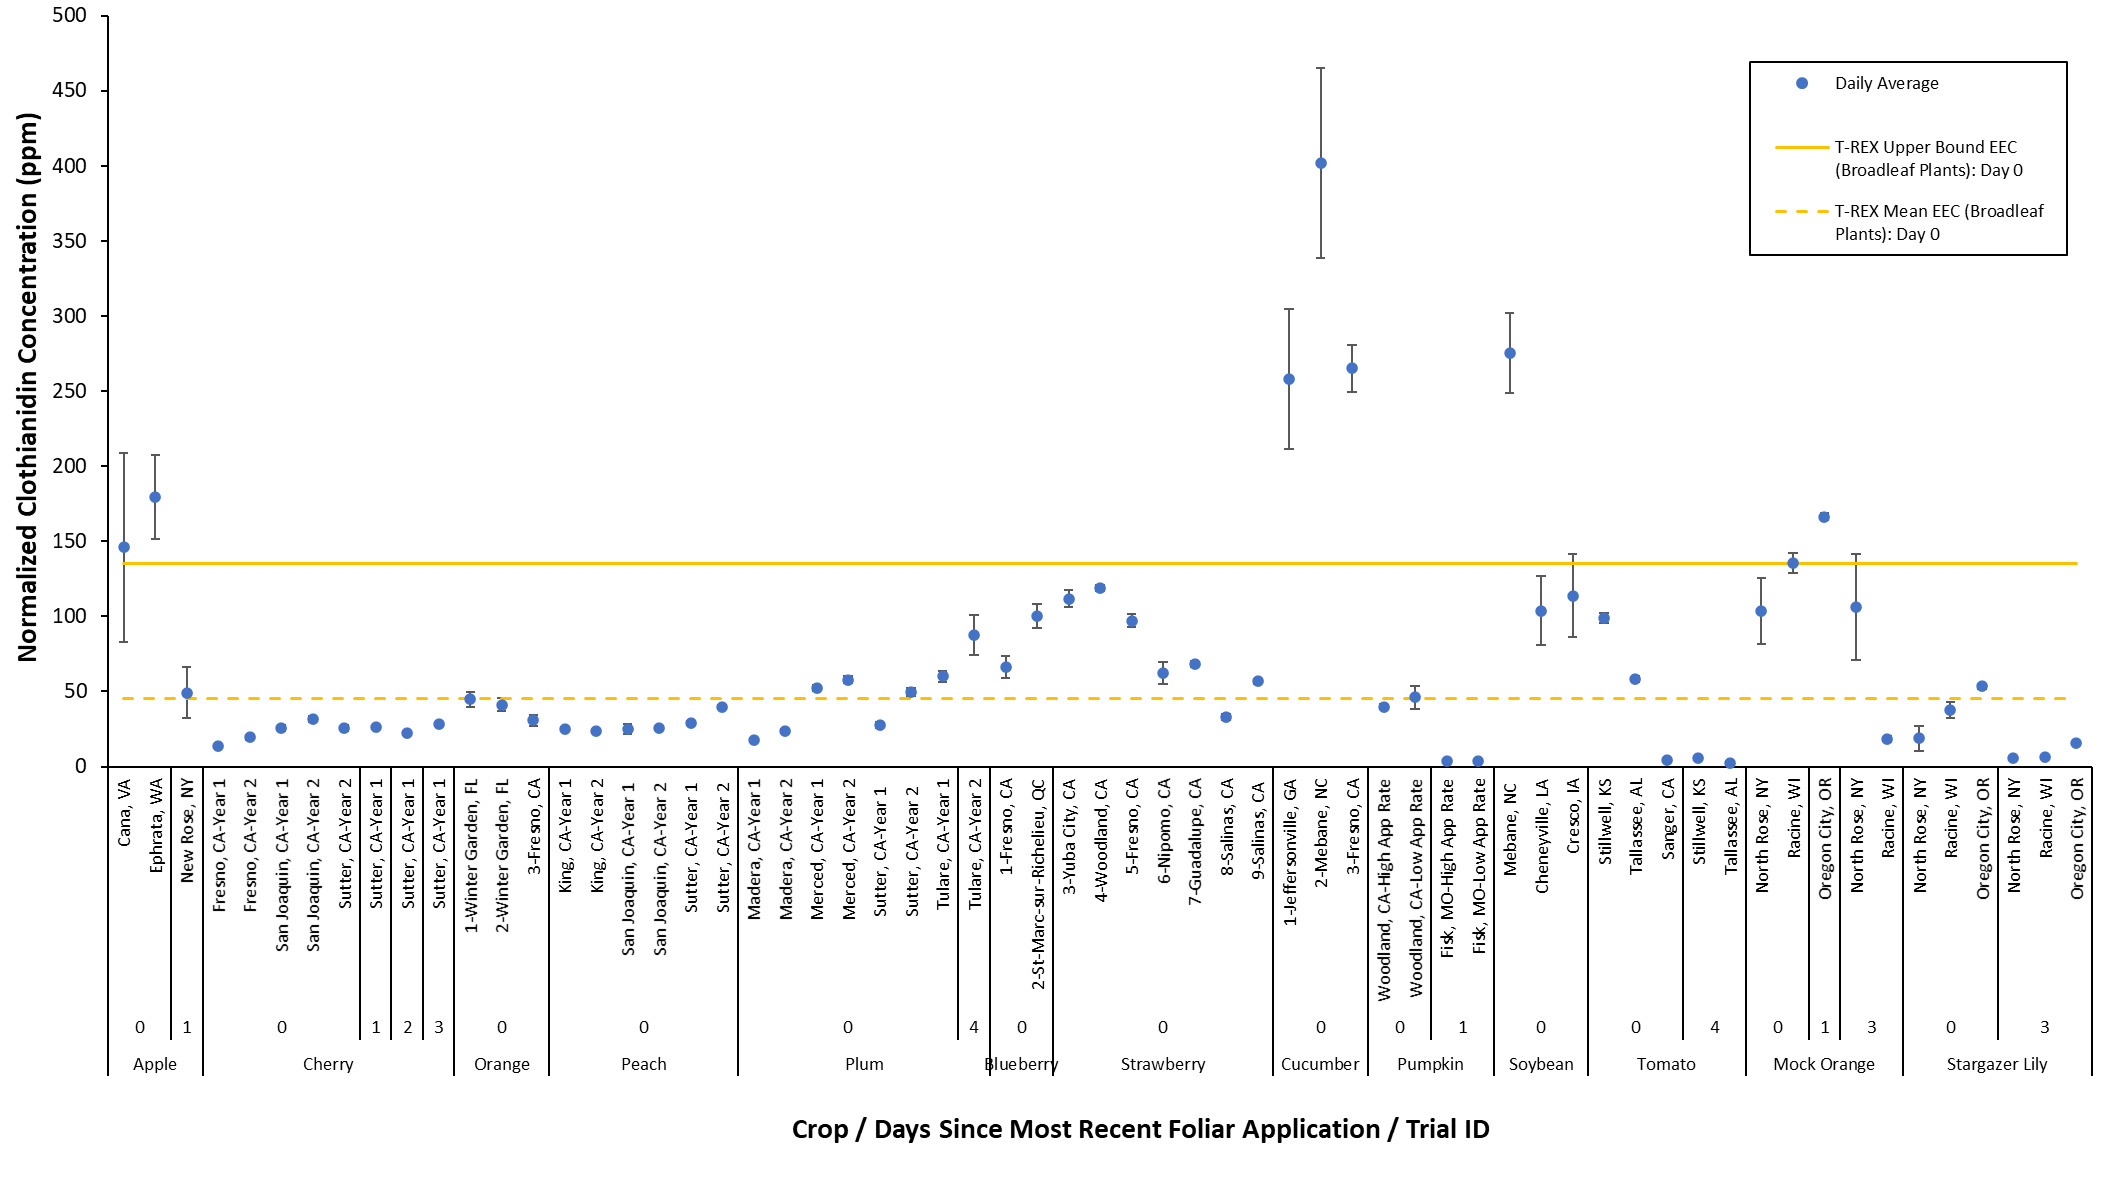 500
450
400
350
300
250
200
150
100
50
0
Normalized Clothianidin Concentration (ppm)
Daily Average
T-REX Upper Bound EEC
(Broadleaf Plants): Day 0
T-REX Mean EEC (Broadleaf
Plants): Day 0
Cana, VA
Ephrata, WA
New Rose, NY
Fresno, CA-Year 1
Fresno, CA-Year 2
San Joaquin, CA-Year 1
San Joaquin, CA-Year 2
Sutter, CA-Year 2
Sutter, CA-Year 1
Sutter, CA-Year 1
Sutter, CA-Year 1
1-Winter Garden, FL
2-Winter Garden, FL
3-Fresno, CA
King, CA-Year 1
King, CA-Year 2
San Joaquin, CA-Year 1
San Joaquin, CA-Year 2
Sutter, CA-Year 1
Sutter, CA-Year 2
Madera, CA-Year 1
Madera, CA-Year 2
Merced, CA-Year 1
Merced, CA-Year 2
Sutter, CA-Year 1
Sutter, CA-Year 2
Tulare, CA-Year 1
Tulare, CA-Year 2
1-Fresno, CA
2-St-Marc-sur-Richelieu, QC
3-Yuba City, CA
4-Woodland, CA
5-Fresno, CA
6-Nipomo, CA
7-Guadalupe, CA
8-Salinas, CA
9-Salinas, CA
1-Jeffersonville, GA
2-Mebane, NC
3-Fresno, CA
Woodland, CA-High App Rate
Woodland, CA-Low App Rate
Fisk, MO-High App Rate
Fisk, MO-Low App Rate
Mebane, NC
Cheneyville, LA
Cresco, IA
Stillwell, KS
Tallassee, AL
Sanger, CA
Stillwell, KS
Tallassee, AL
North Rose, NY
Racine, WI
Oregon City, OR
North Rose, NY
Racine, WI
North Rose, NY
Racine, WI
Oregon City, OR
North Rose, NY
Racine, WI
Oregon City, OR
0 1 0 1 2 3 0 0 0 4 0 0 0 0 1 0 0 4 0 1 3 0 3
Apple Cherry Orange Peach Plum Blueberry Strawberry Cucumber Pumpkin Soybean Tomato Mock Orange Stargazer Lily
Crop / Days Since Most Recent Foliar Application / Trial ID